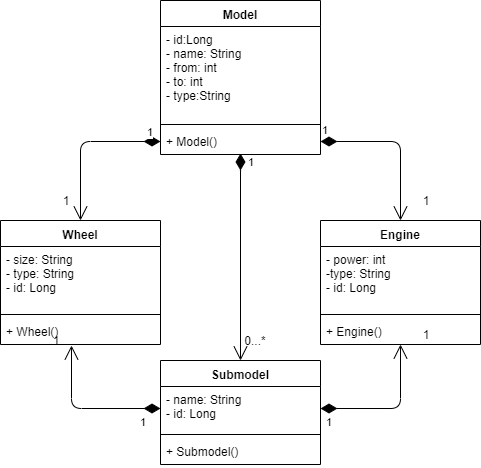 Model
- id:Long
- name: String
- from: int
- to: int
- type:String
+ Model()
1
1
1
1
1
Wheel
- size: String
- type: String
- id: Long
+ Wheel()
1
Engine
- power: int
-type: String
- id: Long
+ Engine()
1
0...*
Submodel
- name: String
- id: Long
+ Submodel()
1
1